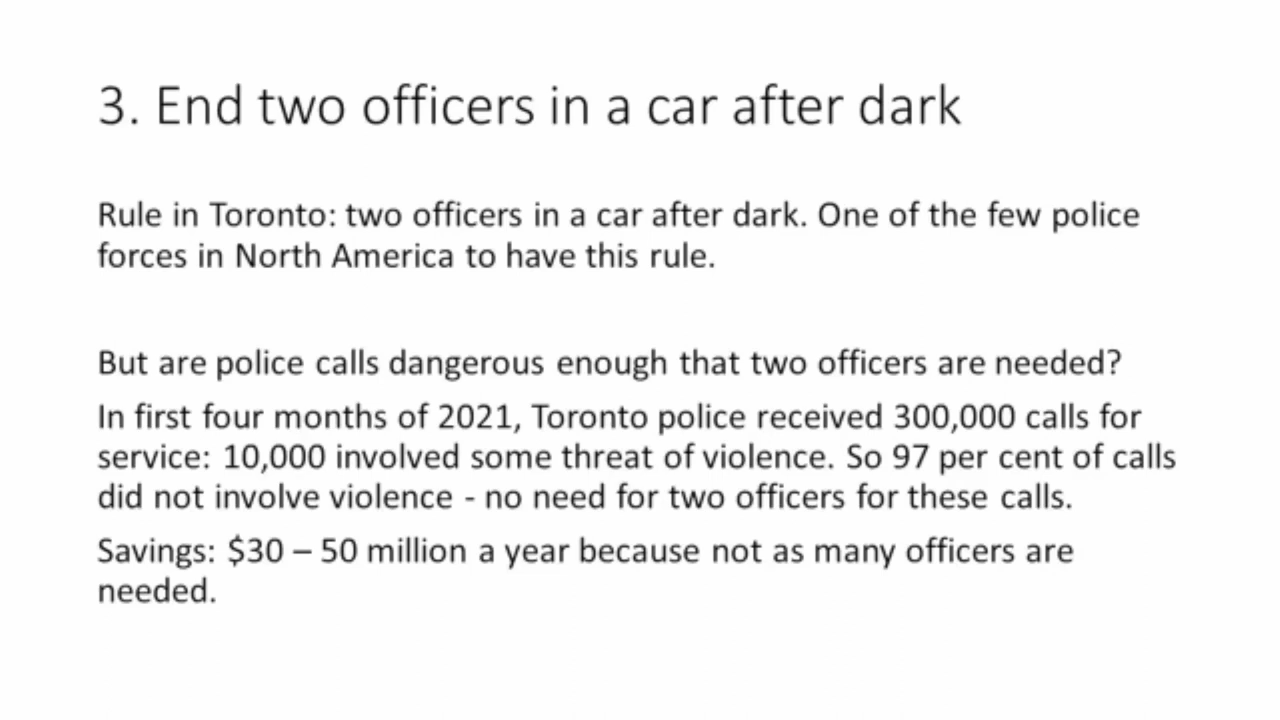 3. End two officers in a car after dark
Rule in Toronto: two officers in a car after dark. One of the few police
forces in North America to have this rule.
But are police calls dangerous enough that two officers are needed?
In first four months of 2021, Toronto police received 300,000 calls for
service: 10,000 involved some threat of violence. So 97 per cent of calls
did not involve violence - no need for two officers for these calls.
Savings: $30 – 50 million a year because not as many officers are
needed.